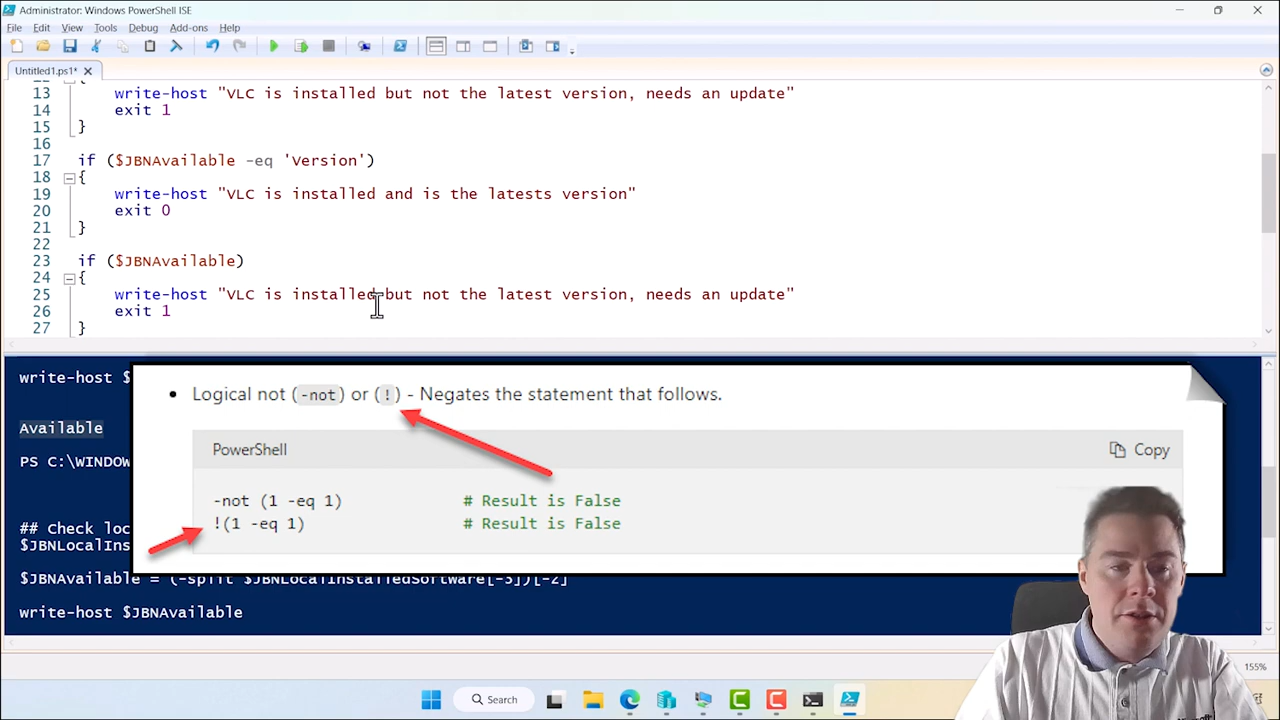 Administrator: Windows PowerShell ISE
File Edit View Tools Debug Add-ons Help
Untitled1.ps1*
12 {
13 write-host "VLC is installed but not the latest version, needs an update"
14 exit 1
15 }
16
17 if ($JBNAvailable -eq 'Version')
18 {
19 write-host "VLC is installed and is the latests version"
20 exit 0
21 }
22
23 if ($JBNAvailable)
24 {
25 write-host "VLC is installed but not the latest version, needs an update"
26 exit 1
27 }
write-host $
Available
PS C:\WINDOW
## Check loc
$JBNLocalIns
$JBNAvailable = (-split $JBNLocalInstalledSoftware[-3])[-2]
write-host $JBNAvailable
• Logical not (-not) or (!) - Negates the statement that follows.
PowerShell Copy
-not (1 -eq 1) # Result is False
!(1 -eq 1) # Result is False
155%
Search